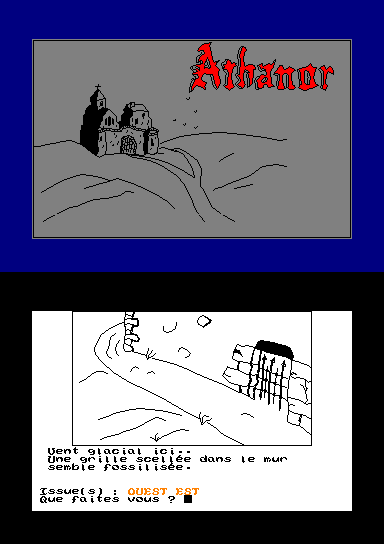 Athanor
Vent glacial ici..
Une grille scellée dans le mur
semble fossilisée.
Issue(s) : OUEST EST
Que faites vous ?